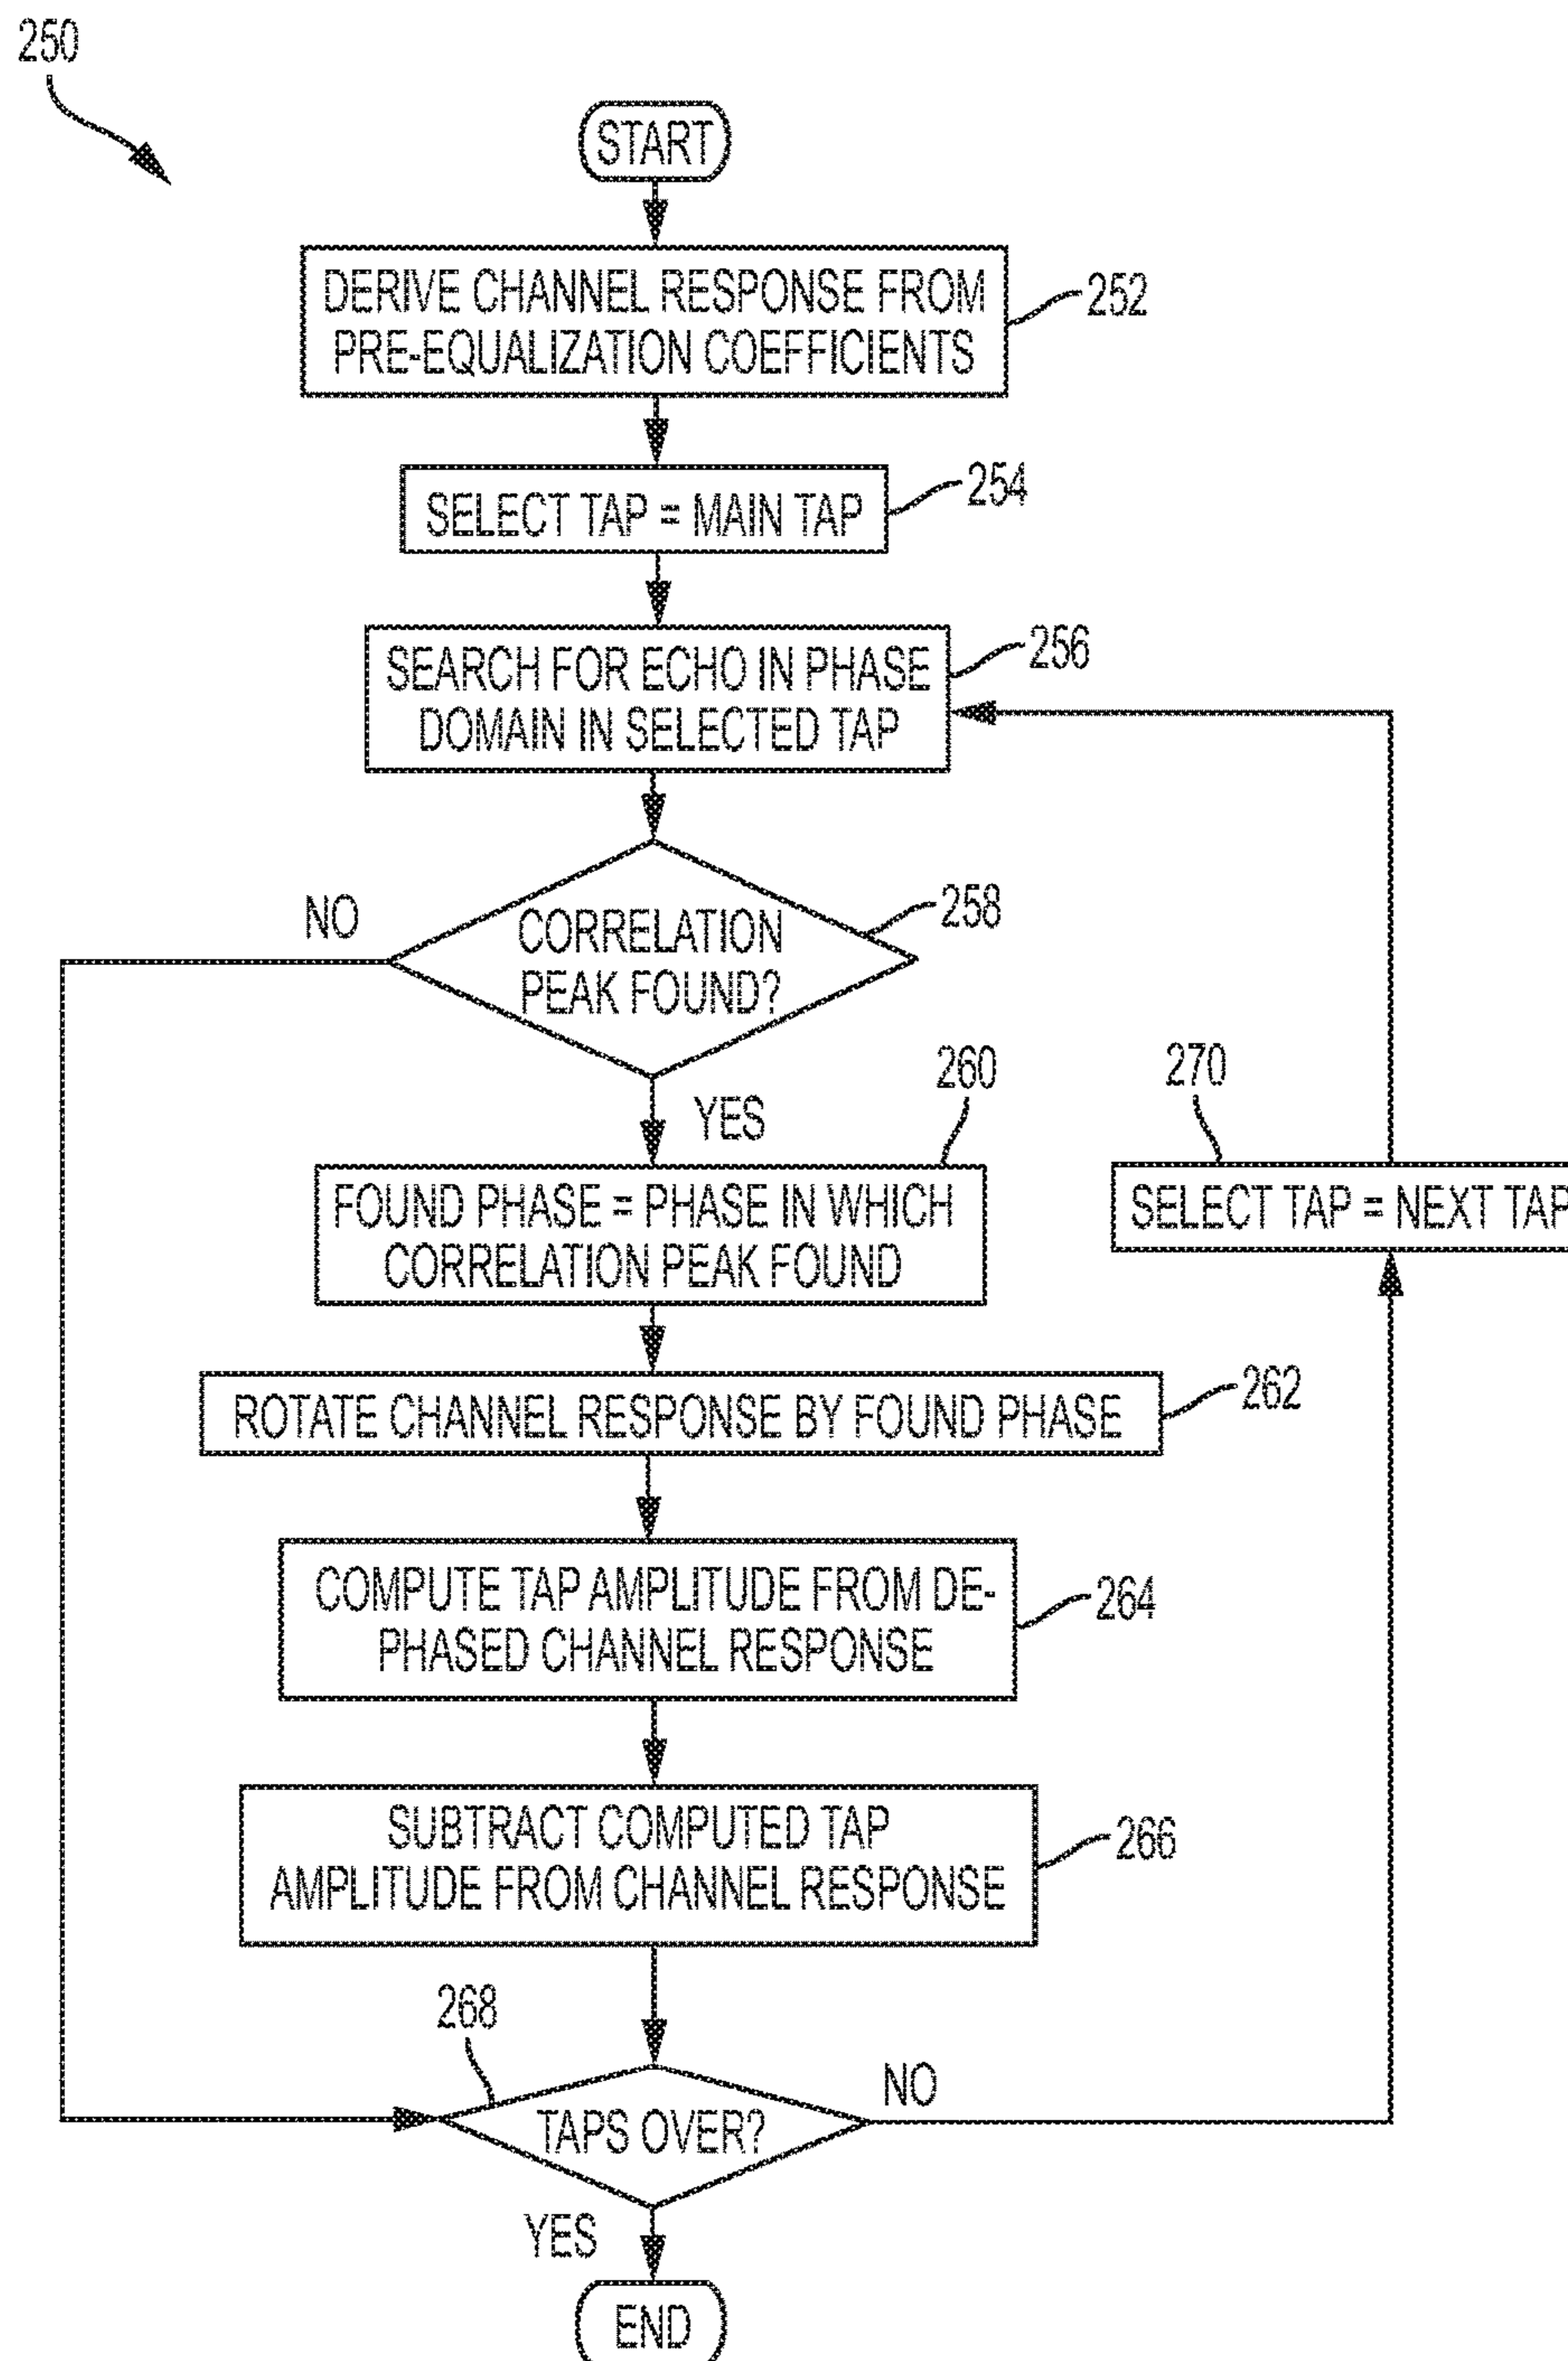 250
START
DERIVE CHANNEL RESPONSE FROM
PRE-EQUALIZATION COEFFICIENTS
252
SELECT TAP = MAIN TAP
254
SEARCH FOR ECHO IN PHASE
DOMAIN IN SELECTED TAP
256
CORRELATION
PEAK FOUND?
258
NO
YES
260
FOUND PHASE = PHASE IN WHICH
CORRELATION PEAK FOUND
270
SELECT TAP = NEXT TAP
ROTATE CHANNEL RESPONSE BY FOUND PHASE
262
COMPUTE TAP AMPLITUDE FROM DE-
PHASED CHANNEL RESPONSE
264
SUBTRACT COMPUTED TAP
AMPLITUDE FROM CHANNEL RESPONSE
266
268
TAPS OVER?
NO
YES
END